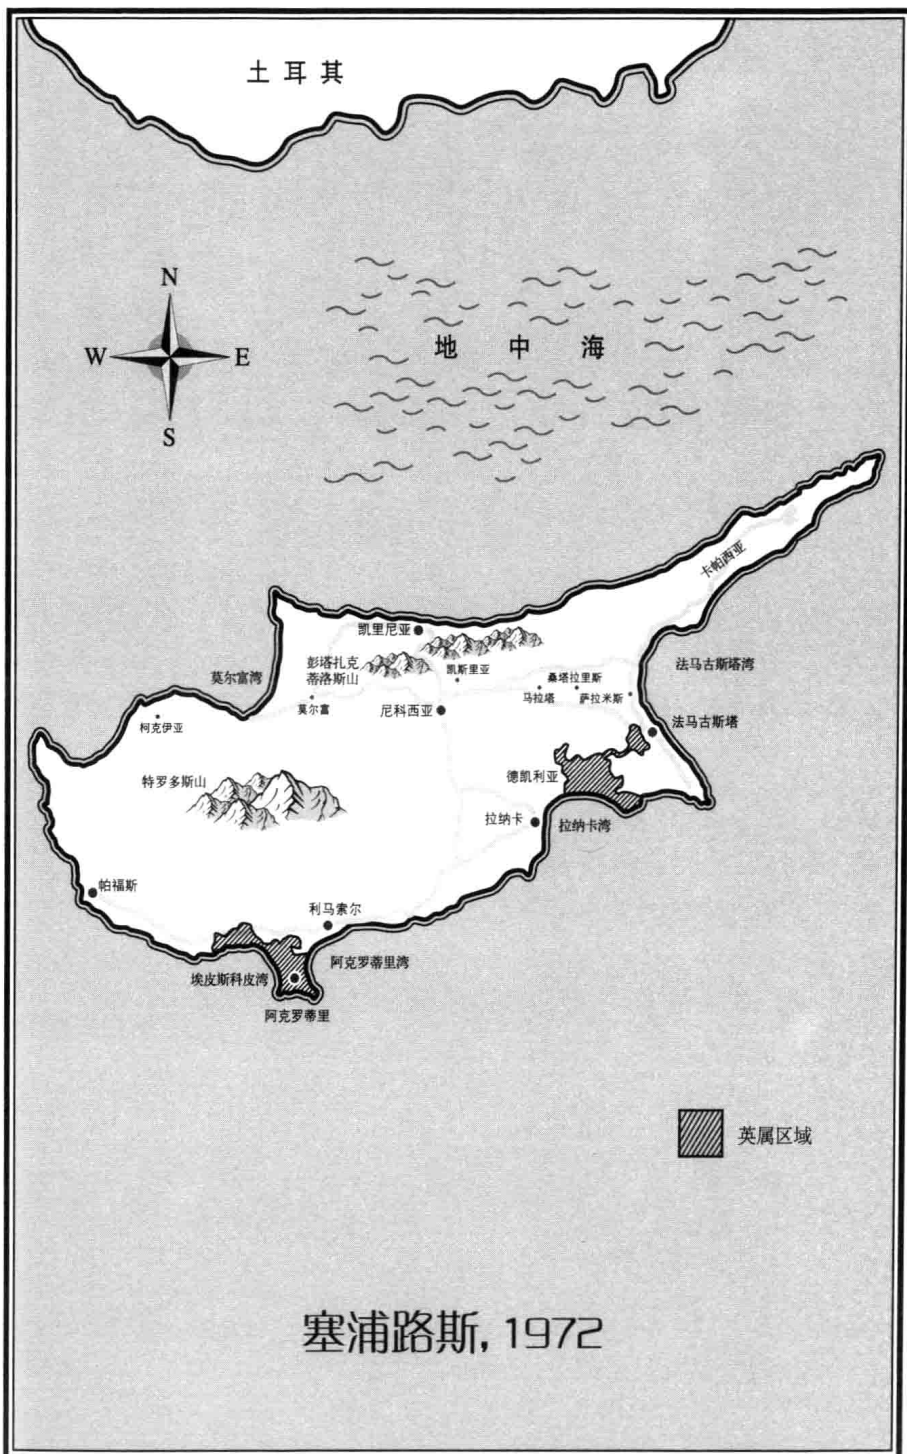 土耳其
N
W E
S
地中海
卡帕西亚
凯里尼亚
彭塔扎克
蒂洛斯山
凯斯里亚
莫尔富湾
法马古斯塔湾
桑塔拉里斯
马拉塔
萨拉米斯
莫尔富
尼科西亚
柯克伊亚
法马古斯塔
特罗多斯山
德凯利亚
拉纳卡
拉纳卡湾
帕福斯
利马索尔
阿克罗蒂里湾
埃皮斯科皮湾
阿克罗蒂里
英属区域
塞浦路斯, 1972